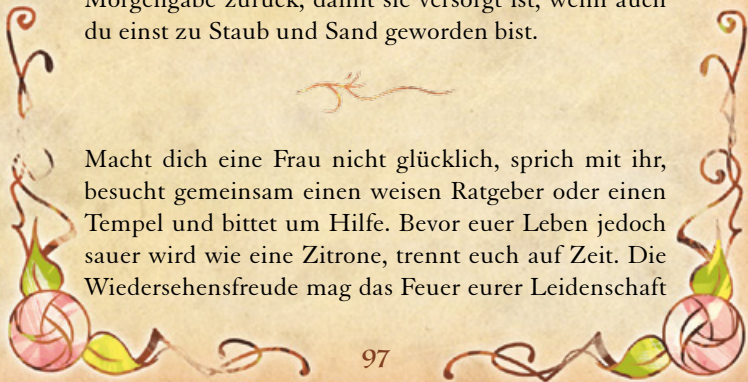 Morgengabe zurück, damit sie versorgt ist, wenn auch
du einst zu Staub und Sand geworden bist.
Macht dich eine Frau nicht glücklich, sprich mit ihr,
besucht gemeinsam einen weisen Ratgeber oder einen
Tempel und bittet um Hilfe. Bevor euer Leben jedoch
sauer wird wie eine Zitrone, trennt euch auf Zeit. Die
Wiedersehensfreude mag das Feuer eurer Leidenschaft
97